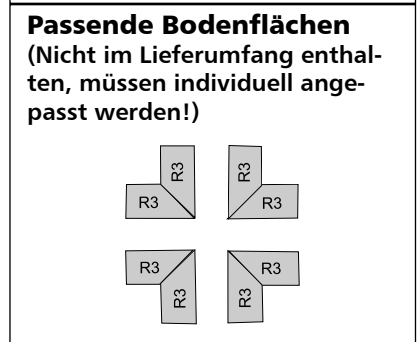 Passende Bodenflächen
(Nicht im Lieferumfang enthal-
ten, müssen individuell ange-
passt werden!)
R3 R3
R3 R3
R3 R3
R3 R3